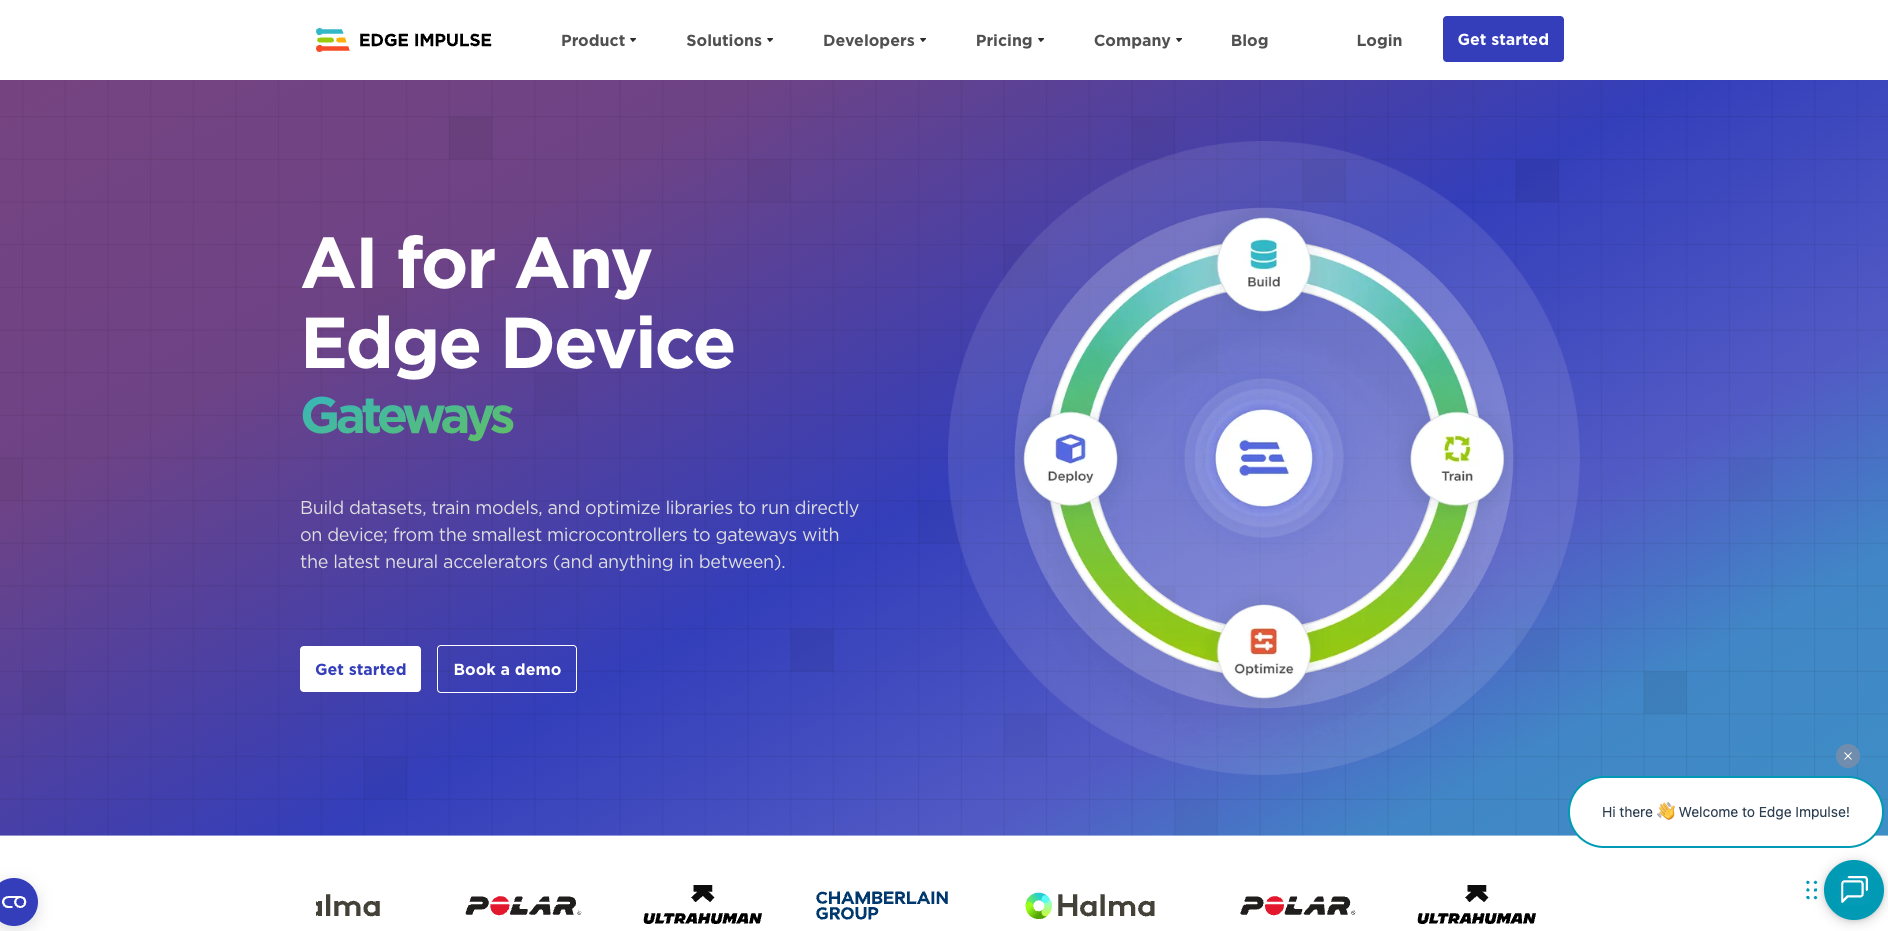 EDGE IMPULSE
Product
Solutions
Developers
Pricing
Company
Blog
Login
Get started
AI for Any
Edge Device
Gateways
Build datasets, train models, and optimize libraries to run directly
on device; from the smallest microcontrollers to gateways with
the latest neural accelerators (and anything in between).
Get started
Book a demo
Build
Deploy
Train
Optimize
Hi there 👋 Welcome to Edge Impulse!
alma
POLAR
ULTRAHUMAN
CHAMBERLAIN
GROUP
Halma
POLAR
ULTRAHUMAN